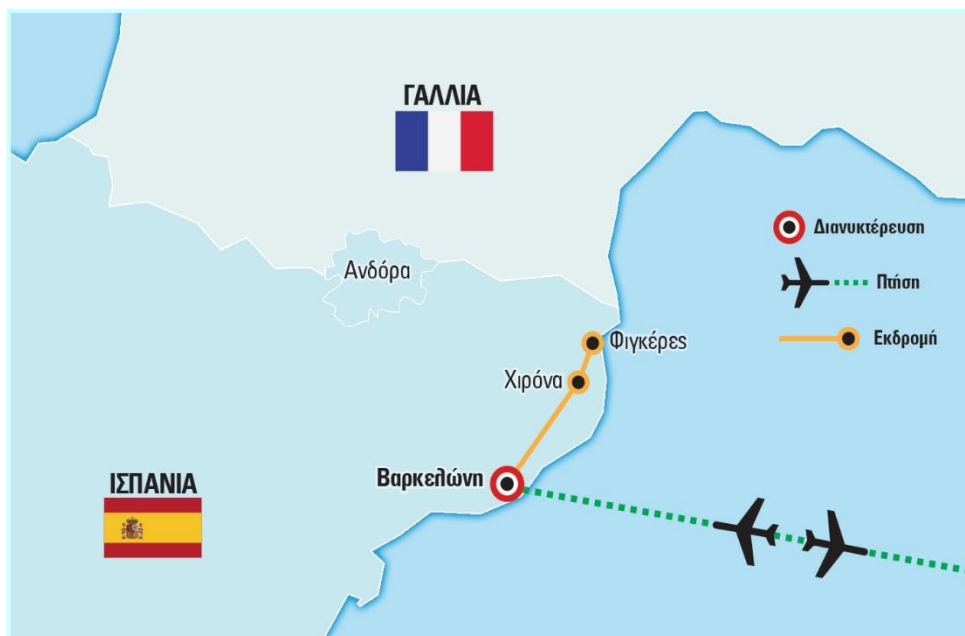 ΓΑΛΛΙΑ
Διανυκτέρευση
Ανδόρα
Πτήση
Εκδρομή
Φιγκέρες
Χιρόνα
Βαρκελώνη
ΙΣΠΑΝΙΑ